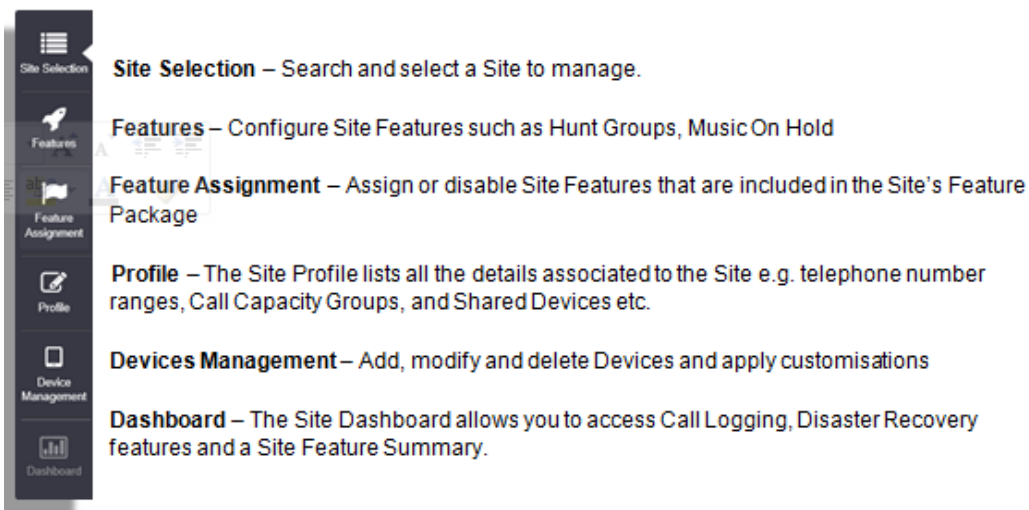 Site Selection
Site Selection – Search and select a Site to manage.
Features
Features – Configure Site Features such as Hunt Groups, Music On Hold
Feature
Assignment
Feature Assignment – Assign or disable Site Features that are included in the Site's Feature
Package
Profile
Profile – The Site Profile lists all the details associated to the Site e.g. telephone number
ranges, Call Capacity Groups, and Shared Devices etc.
Device
Management
Devices Management – Add, modify and delete Devices and apply customisations
Dashboard
Dashboard – The Site Dashboard allows you to access Call Logging, Disaster Recovery
features and a Site Feature Summary.